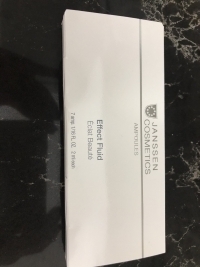 JANSSEN
COSMETICS
AMPOULES
Effect Fluid
Éclat Beauté